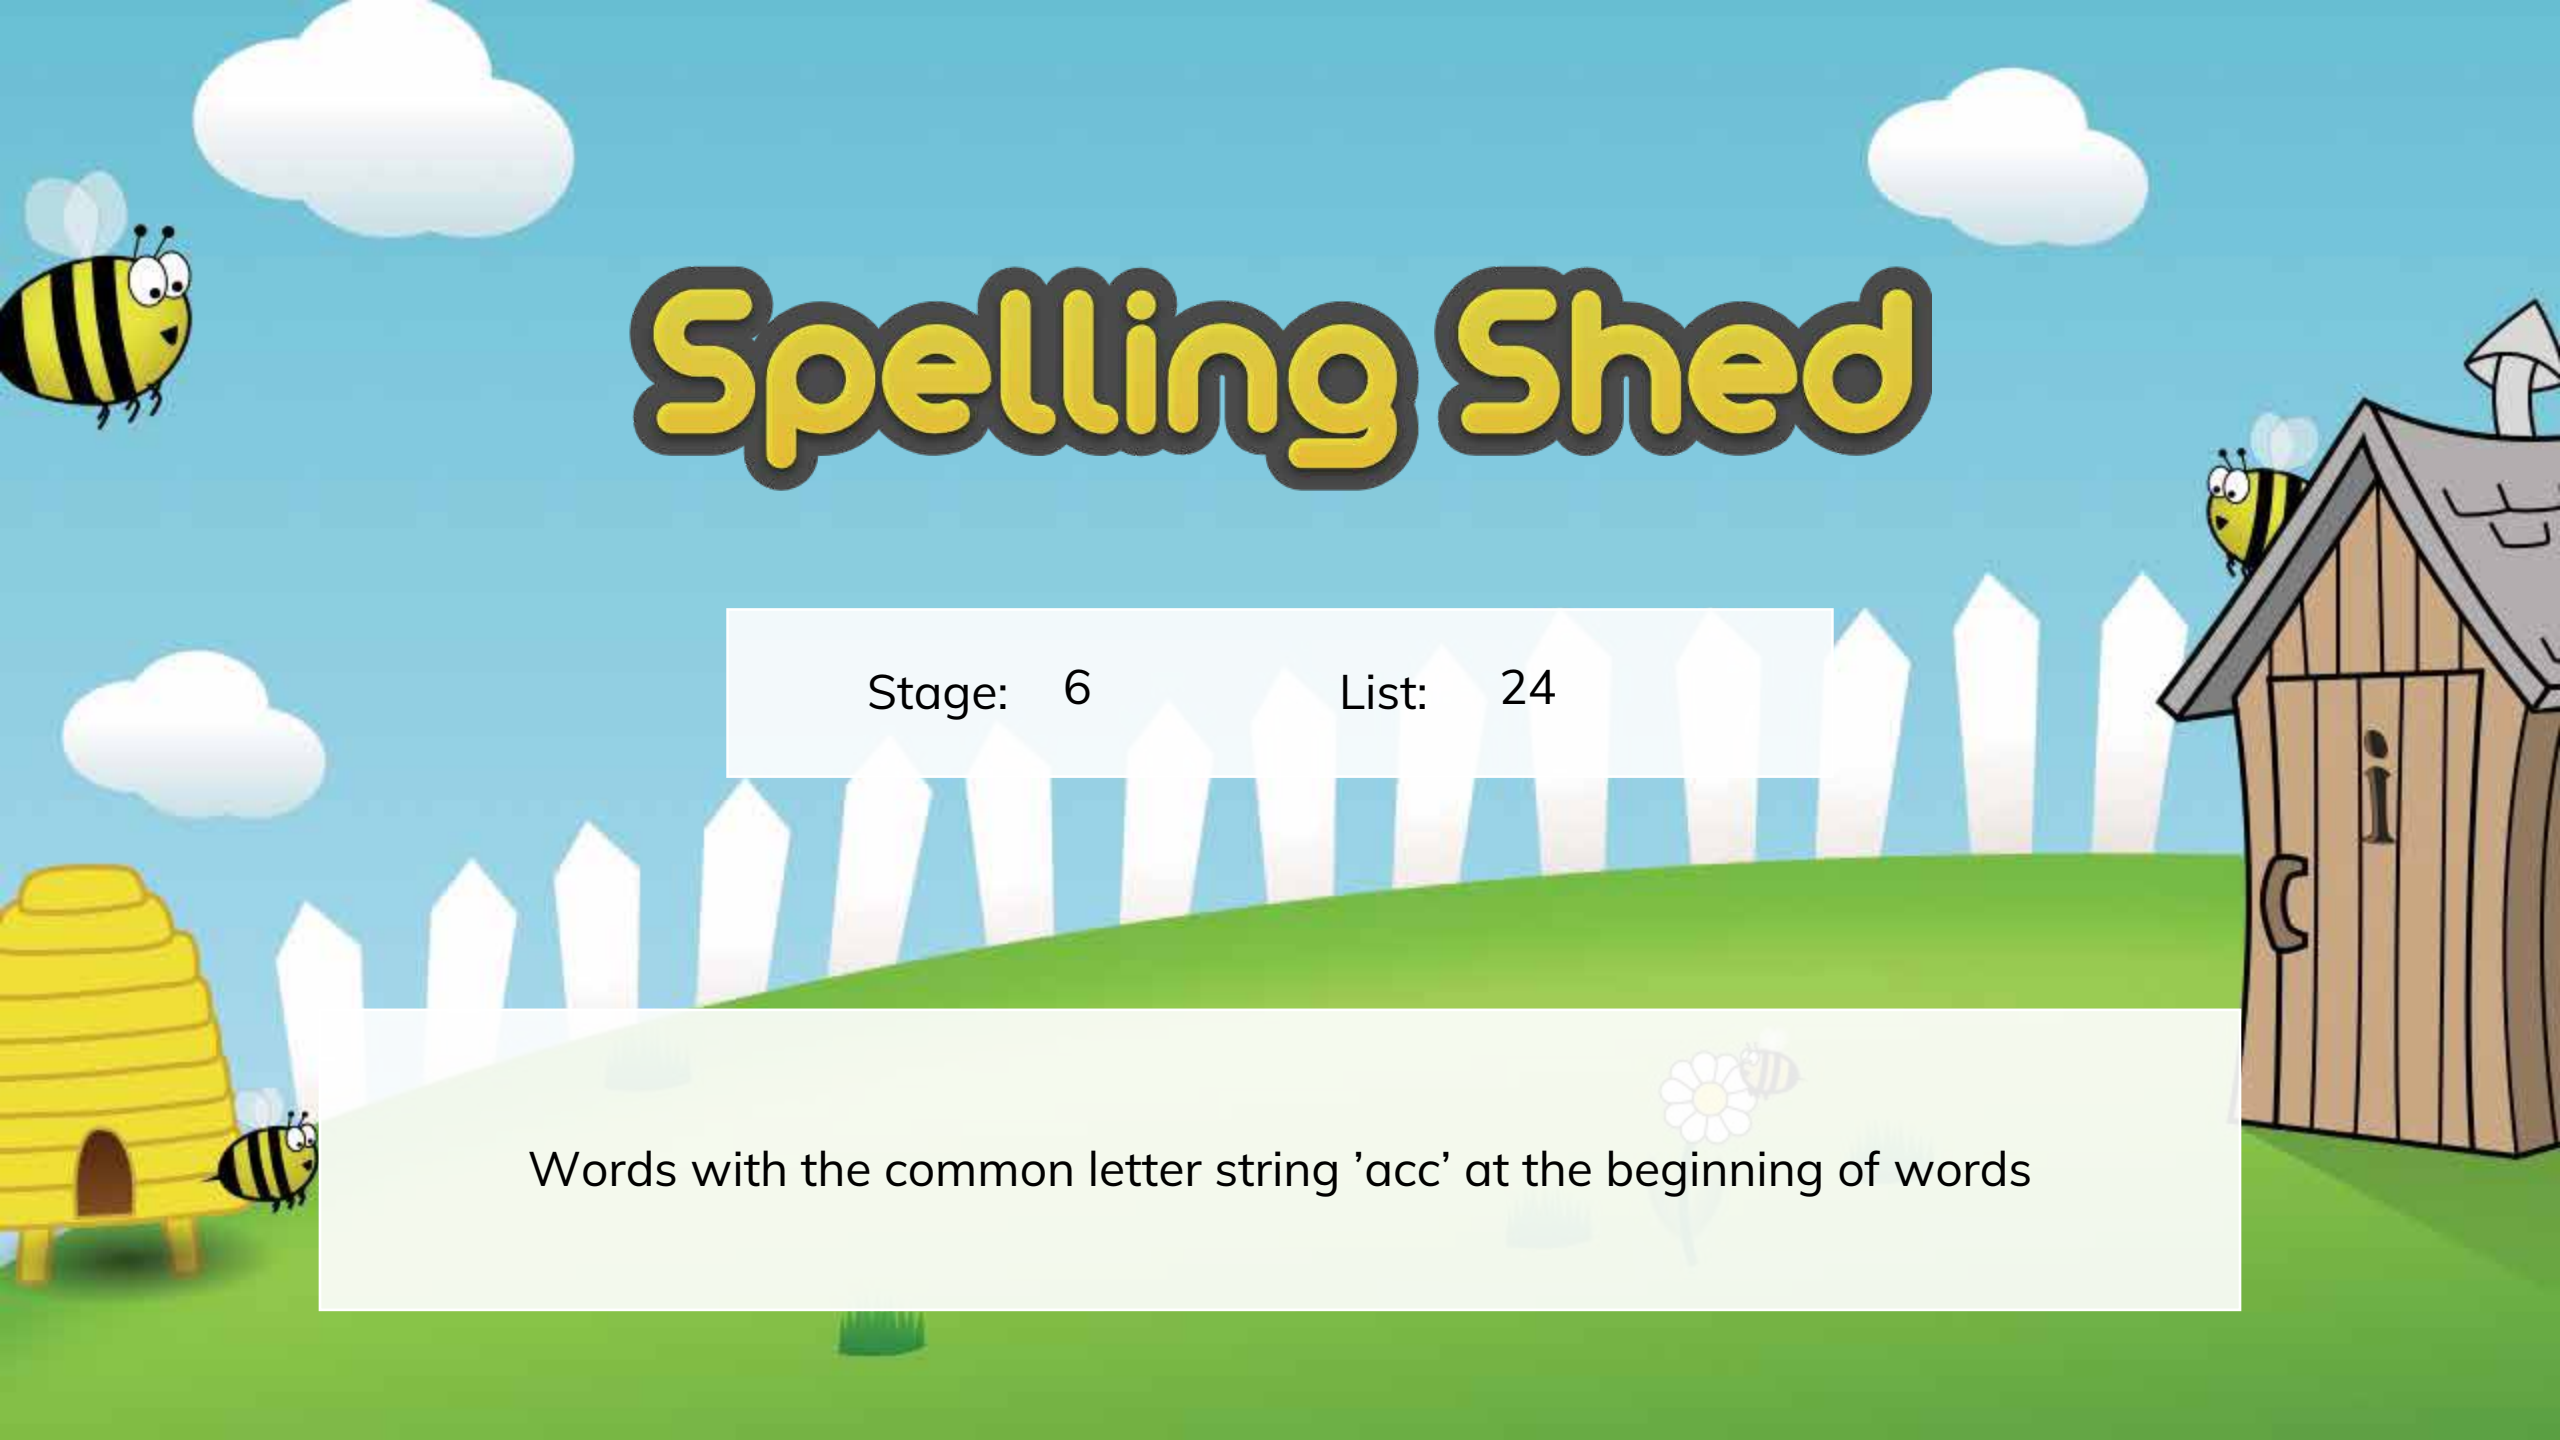 Spelling Shed
Stage: 6 List: 24
i
Words with the common letter string ’acc’ at the beginning of words